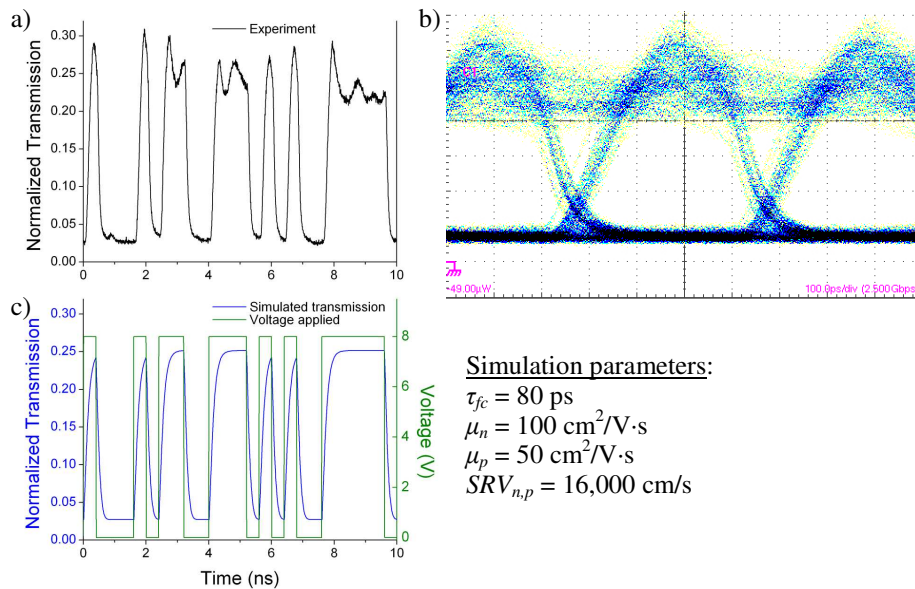 a)
Experiment
0.30
0.25
0.20
0.15
0.10
0.05
0.00
Normalized Transmission
0 2 4 6 8 10
b)
-49.00µW
100.0ps/div (2.500Gbps)
c)
Simulated transmission
Voltage applied
0.30
0.25
0.20
0.15
0.10
0.05
0.00
Normalized Transmission
8
6
4
2
0
Voltage (V)
0 2 4 6 8 10
Time (ns)
Simulation parameters:
τfc = 80 ps
μn = 100 cm²/V·s
μp = 50 cm²/V·s
SRVn,p = 16,000 cm/s